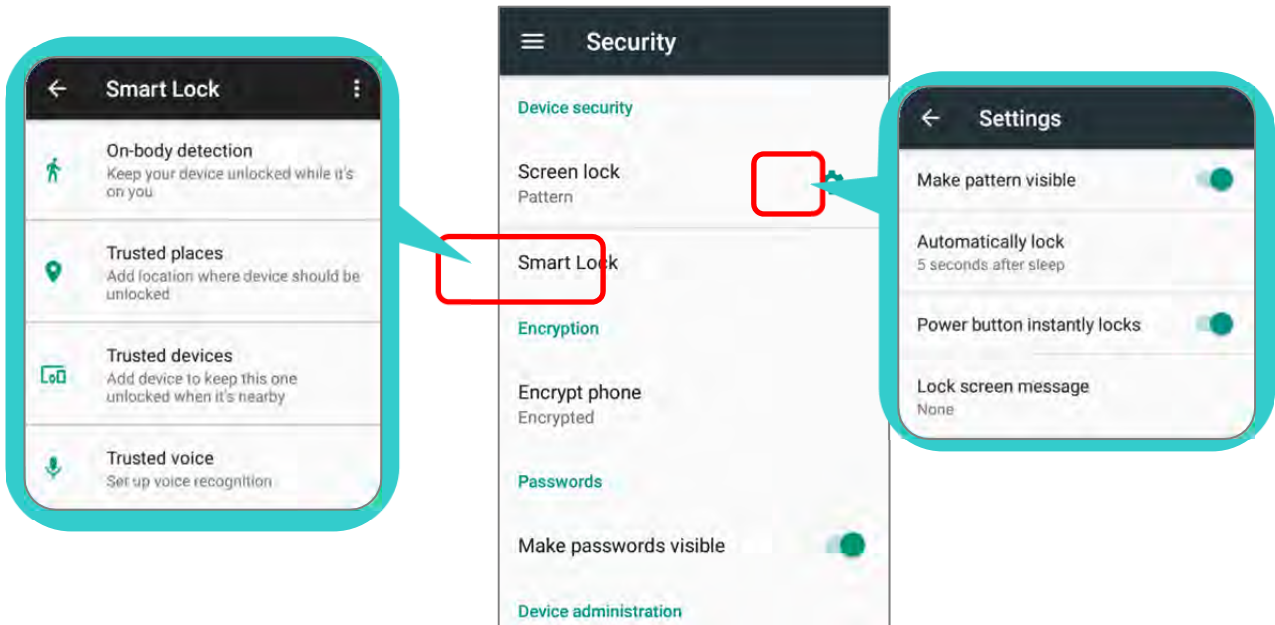 Smart Lock
On-body detection
Keep your device unlocked while it's
on you
Trusted places
Add location where device should be
unlocked
Trusted devices
Add device to keep this one
unlocked when it's nearby
Trusted voice
Set up voice recognition
Security
Device security
Screen lock
Pattern
Smart Lock
Encryption
Encrypt phone
Encrypted
Passwords
Make passwords visible
Device administration
Settings
Make pattern visible
Automatically lock
5 seconds after sleep
Power button instantly locks
Lock screen message
None